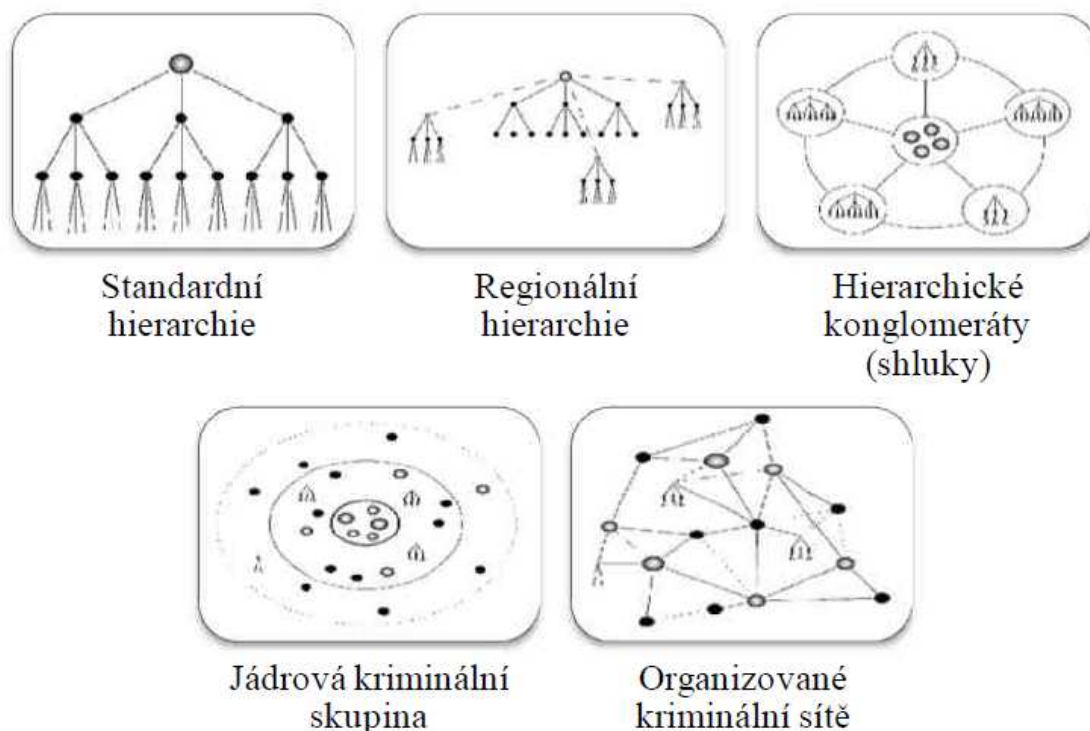 Standardní
hierarchie
Regionální
hierarchie
Hierarchické
konglomeráty
(shluky)
Jádrová kriminální
skupina
Organizované
kriminální sítě